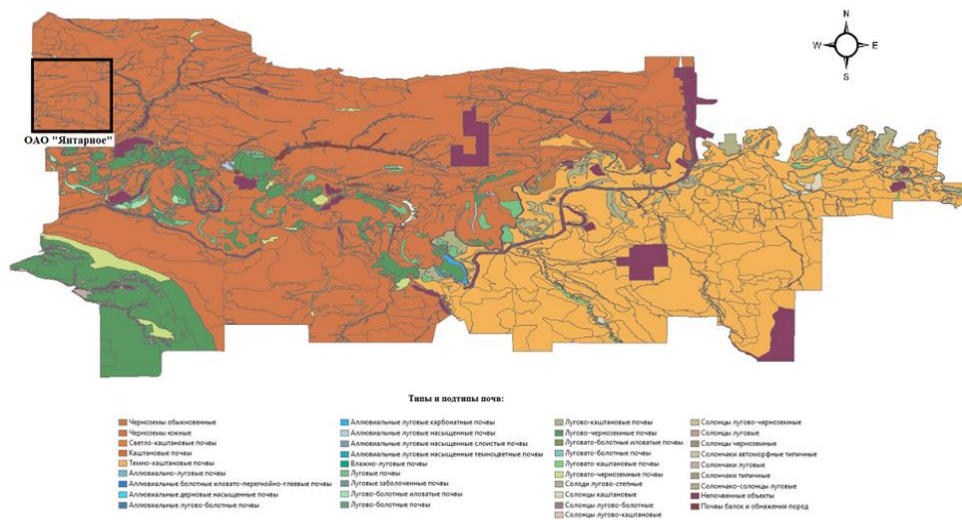 N
W E
S
ОАО "Янтарное"
Типы и подтипы почв:
Черноземы обыкновенные
Черноземы южные
Светло-каштановые почвы
Каштановые почвы
Темно-каштановые почвы
Аллювиально-луговые почвы
Аллювиальные болотные иловато-перегнойно-глеевые почвы
Аллювиальные дерновые насыщенные почвы
Аллювиальные лугово-болотные почвы
Аллювиальные луговые карбонатные почвы
Аллювиальные луговые насыщенные почвы
Аллювиальные луговые насыщенные слоистые почвы
Аллювиальные луговые насыщенные темноцветные почвы
Влажно-луговые почвы
Луговые почвы
Луговые заболоченные почвы
Лугово-болотные иловатые почвы
Лугово-болотные почвы
Лугово-каштановые почвы
Лугово-черноземные почвы
Луговато-болотные иловатые почвы
Луговато-болотные почвы
Луговато-каштановые почвы
Луговато-черноземные почвы
Солоди лугово-степные
Солонцы каштановые
Солонцы лугово-болотные
Солонцы лугово-каштановые
Солонцы лугово-черноземные
Солонцы луговые
Солонцы черноземные
Солончаки автоморфные типичные
Солончаки луговые
Солончаки типичные
Солончако-солонцы луговые
Непочвенные объекты
Почвы балок и обнажения пород